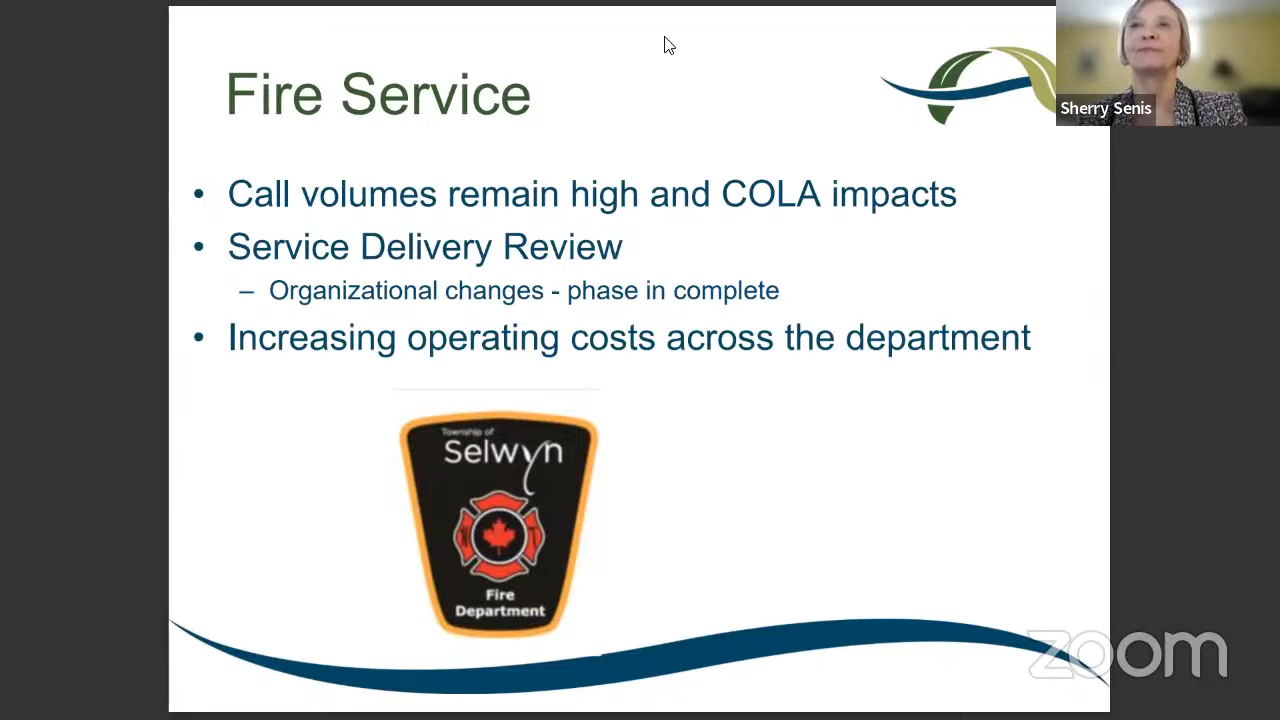 Fire Service
Sherry Senis
• Call volumes remain high and COLA impacts
• Service Delivery Review
– Organizational changes - phase in complete
• Increasing operating costs across the department
Township of
Selwyn
Fire
Department
zoom